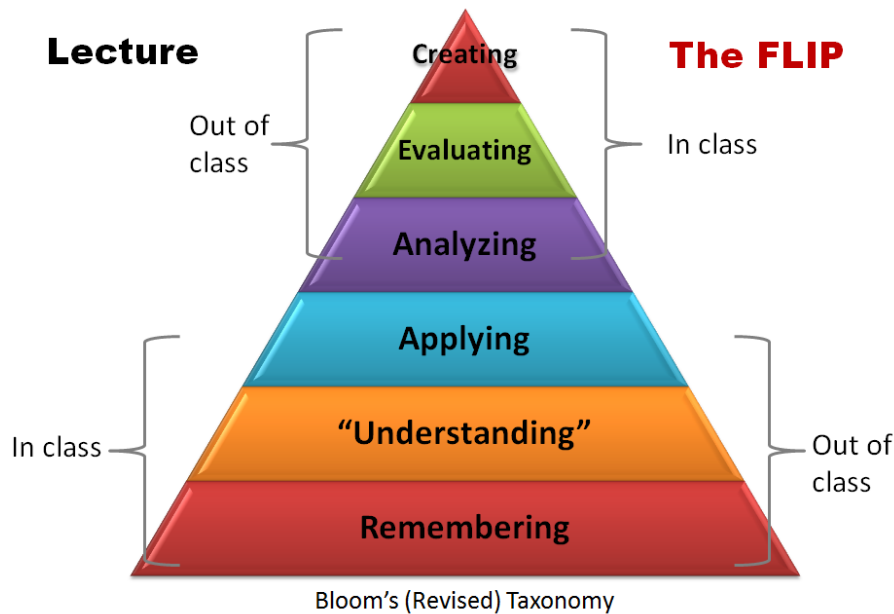 Lecture
Creating
The FLIP
Out of
class
Evaluating
In class
Analyzing
Applying
In class
“Understanding”
Out of
class
Remembering
Bloom’s (Revised) Taxonomy